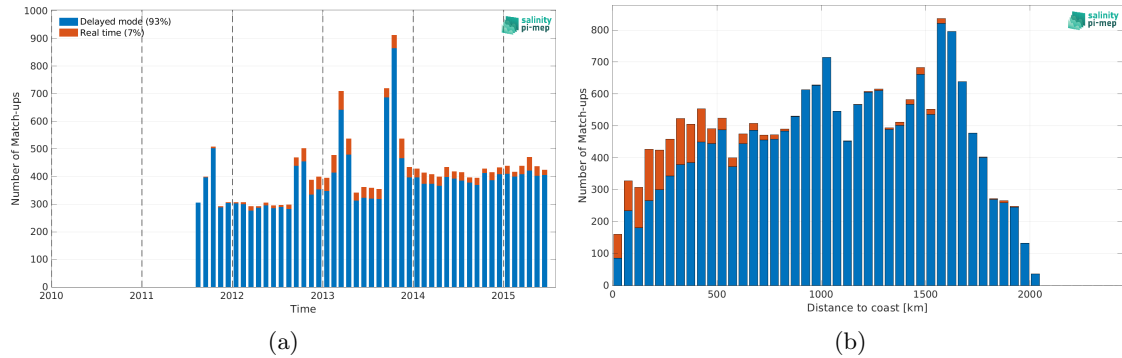 1000
900
800
700
600
500
400
300
200
100
0
Number of Match-ups
Delayed mode (93%)
Real time (7%)
salinity
pi-mep
2010 2011 2012 2013 2014 2015
Time
(a)
800
700
600
500
400
300
200
100
0
Number of Match-ups
salinity
pi-mep
0 500 1000 1500 2000
Distance to coast [km]
(b)